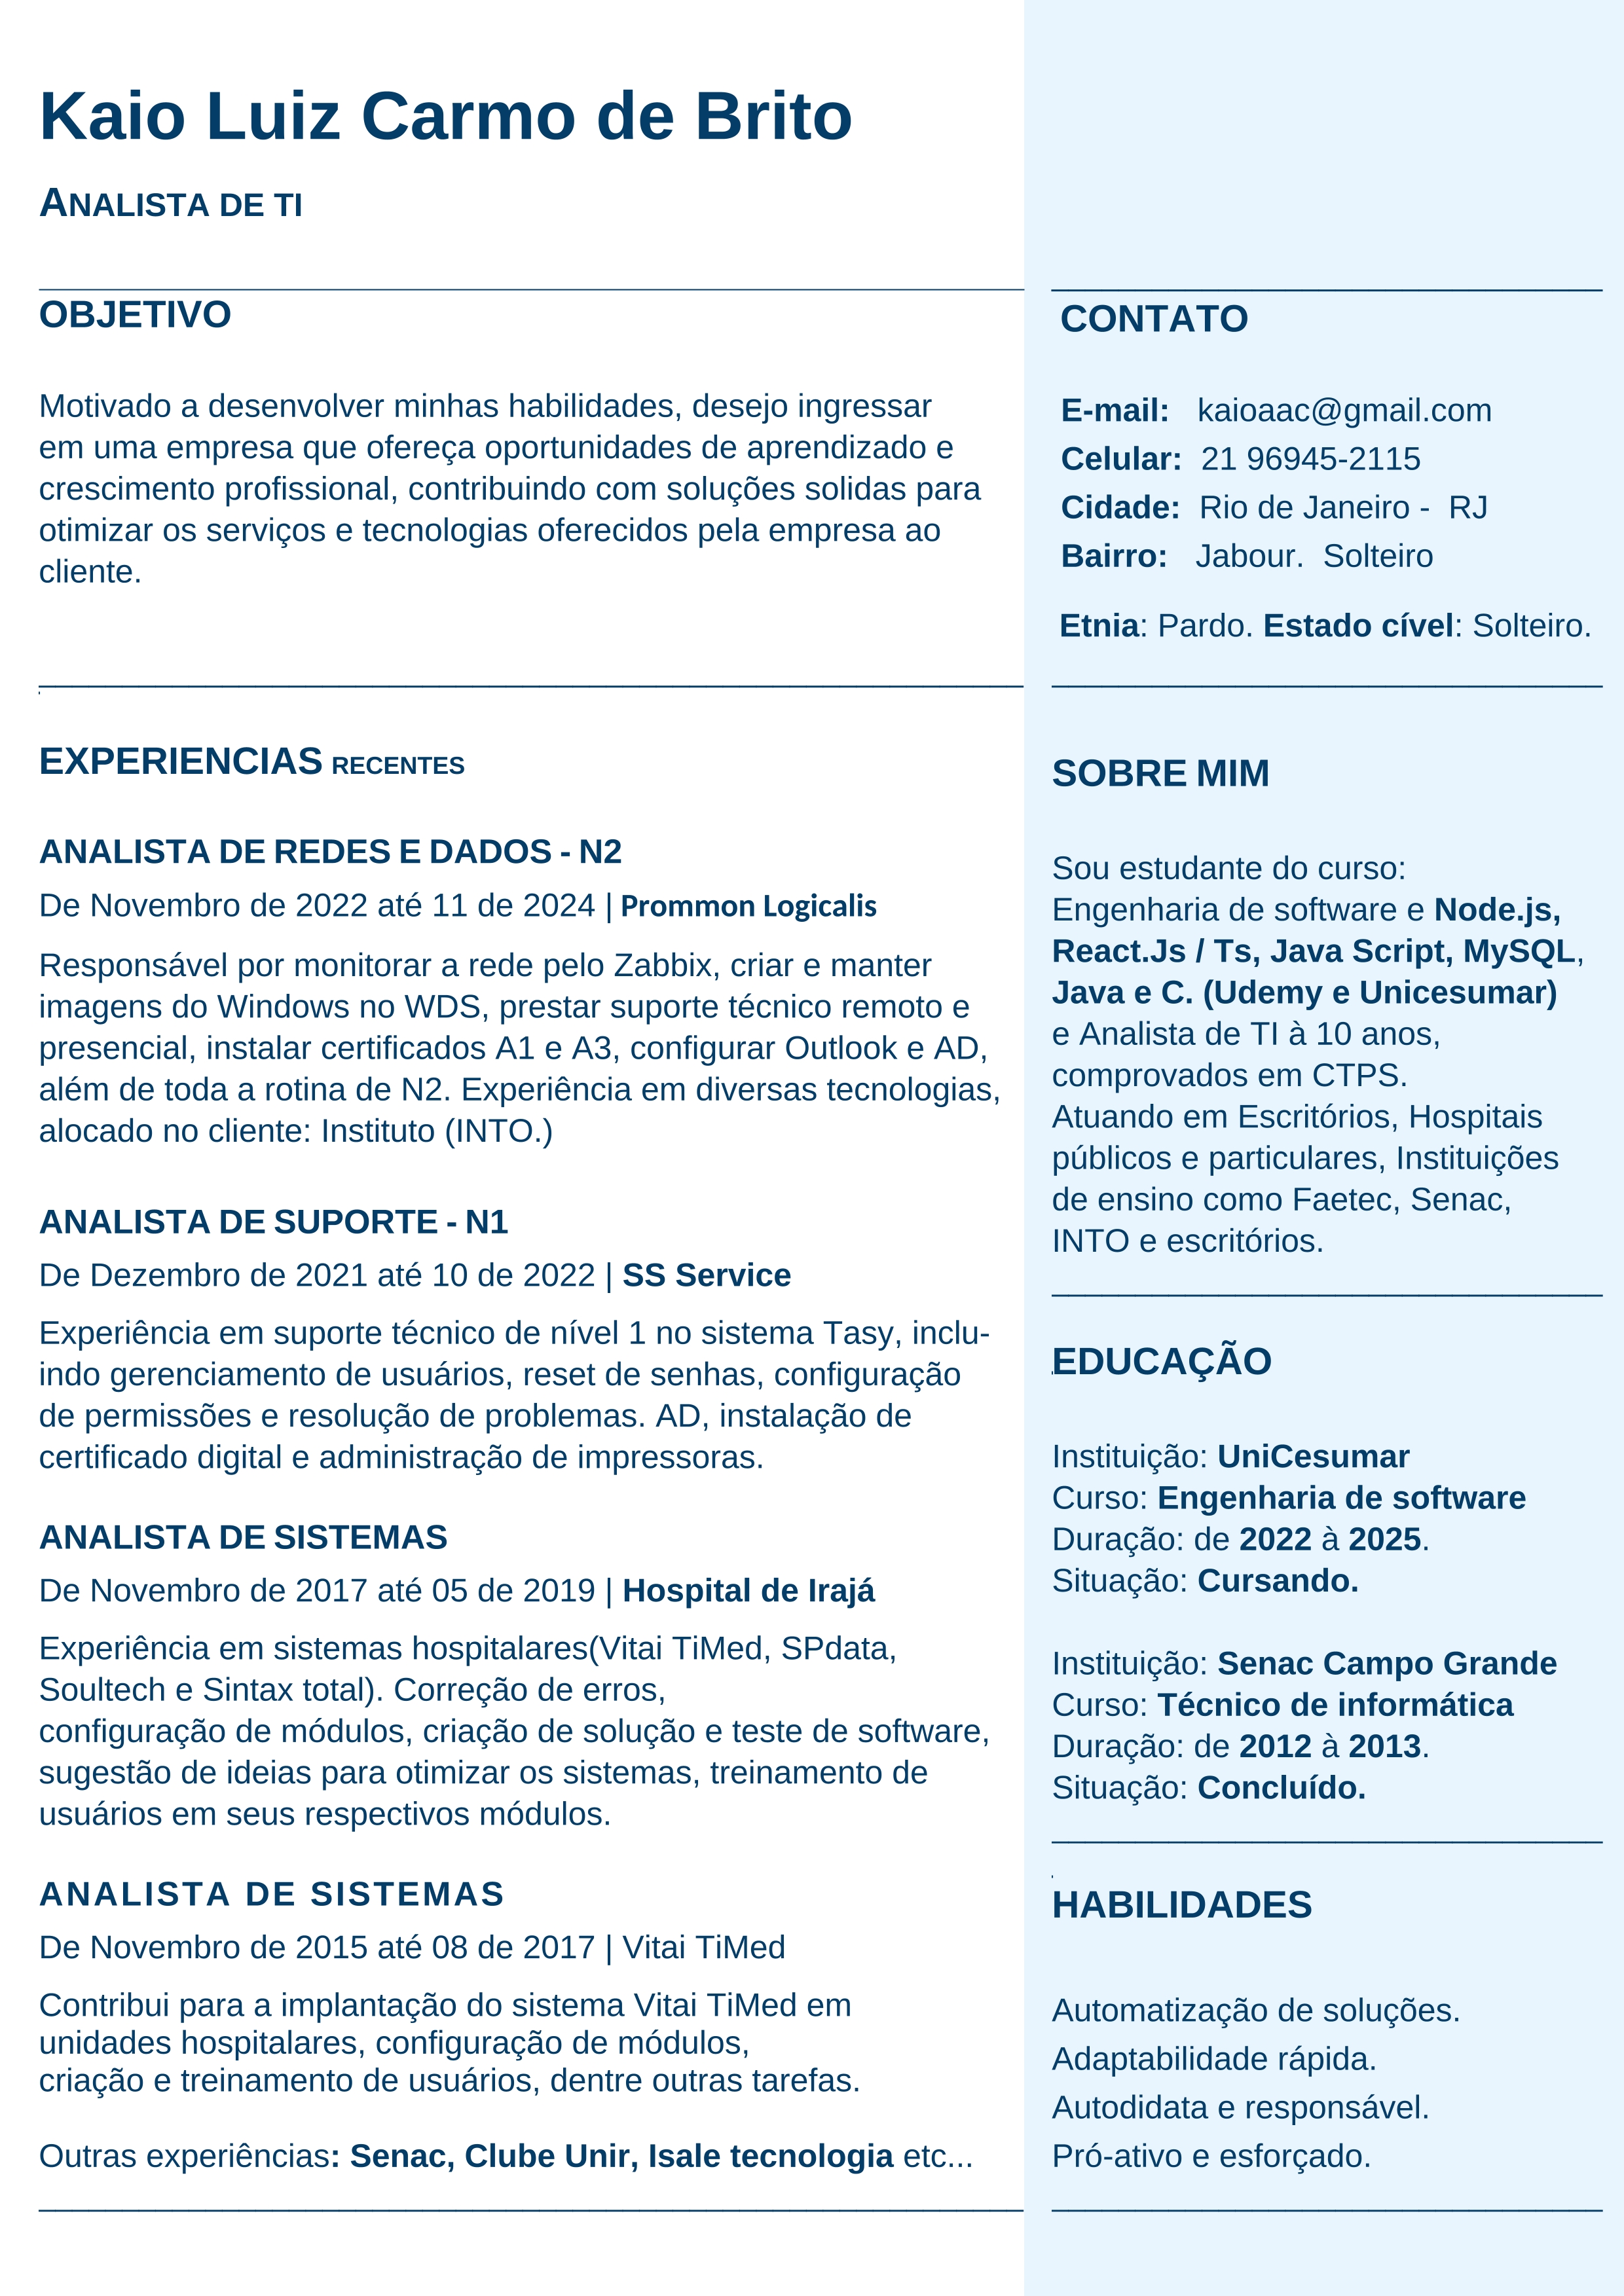 Kaio Luiz Carmo de Brito
ANALISTA DE TI
OBJETIVO
Motivado a desenvolver minhas habilidades, desejo ingressar
em uma empresa que ofereça oportunidades de aprendizado e
crescimento profissional, contribuindo com soluções solidas para
otimizar os serviços e tecnologias oferecidos pela empresa ao
cliente.
EXPERIENCIAS RECENTES
ANALISTA DE REDES E DADOS - N2
De Novembro de 2022 até 11 de 2024 | Prommon Logicalis
Responsável por monitorar a rede pelo Zabbix, criar e manter
imagens do Windows no WDS, prestar suporte técnico remoto e
presencial, instalar certificados A1 e A3, configurar Outlook e AD,
além de toda a rotina de N2. Experiência em diversas tecnologias,
alocado no cliente: Instituto (INTO.)
ANALISTA DE SUPORTE - N1
De Dezembro de 2021 até 10 de 2022 | SS Service
Experiência em suporte técnico de nível 1 no sistema Tasy, inclu-
indo gerenciamento de usuários, reset de senhas, configuração
de permissões e resolução de problemas. AD, instalação de
certificado digital e administração de impressoras.
ANALISTA DE SISTEMAS
De Novembro de 2017 até 05 de 2019 | Hospital de Irajá
Experiência em sistemas hospitalares(Vitai TiMed, SPdata,
Soultech e Sintax total). Correção de erros,
configuração de módulos, criação de solução e teste de software,
sugestão de ideias para otimizar os sistemas, treinamento de
usuários em seus respectivos módulos.
ANALISTA DE SISTEMAS
De Novembro de 2015 até 08 de 2017 | Vitai TiMed
Contribui para a implantação do sistema Vitai TiMed em
unidades hospitalares, configuração de módulos,
criação e treinamento de usuários, dentre outras tarefas.
Outras experiências: Senac, Clube Unir, Isale tecnologia etc...
CONTATO
E-mail: kaioaac@gmail.com
Celular: 21 96945-2115
Cidade: Rio de Janeiro - RJ
Bairro: Jabour. Solteiro
Etnia: Pardo. Estado cível: Solteiro.
SOBRE MIM
Sou estudante do curso:
Engenharia de software e Node.js,
React.Js / Ts, Java Script, MySQL,
Java e C. (Udemy e Unicesumar)
e Analista de TI à 10 anos,
comprovados em CTPS.
Atuando em Escritórios, Hospitais
públicos e particulares, Instituições
de ensino como Faetec, Senac,
INTO e escritórios.
EDUCAÇÃO
Instituição: UniCesumar
Curso: Engenharia de software
Duração: de 2022 à 2025.
Situação: Cursando.
Instituição: Senac Campo Grande
Curso: Técnico de informática
Duração: de 2012 à 2013.
Situação: Concluído.
HABILIDADES
Automatização de soluções.
Adaptabilidade rápida.
Autodidata e responsável.
Pró-ativo e esforçado.